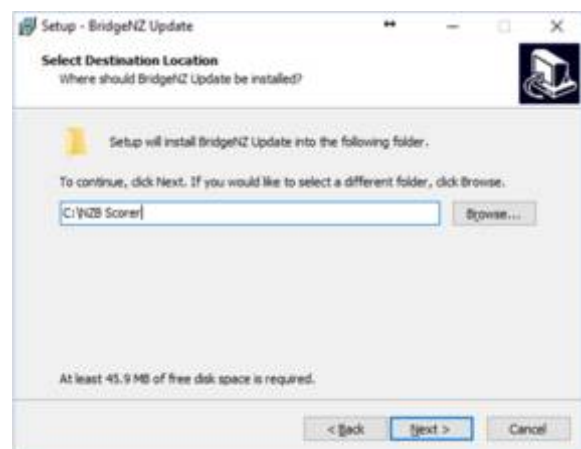 Setup - BridgeNZ Update
Select Destination Location
Where should BridgeNZ Update be installed?
Setup will install BridgeNZ Update into the following folder.
To continue, click Next. If you would like to select a different folder, click Browse.
C:\NZB Scorer
Browse...
At least 45.9 MB of free disk space is required.
< Back Next > Cancel